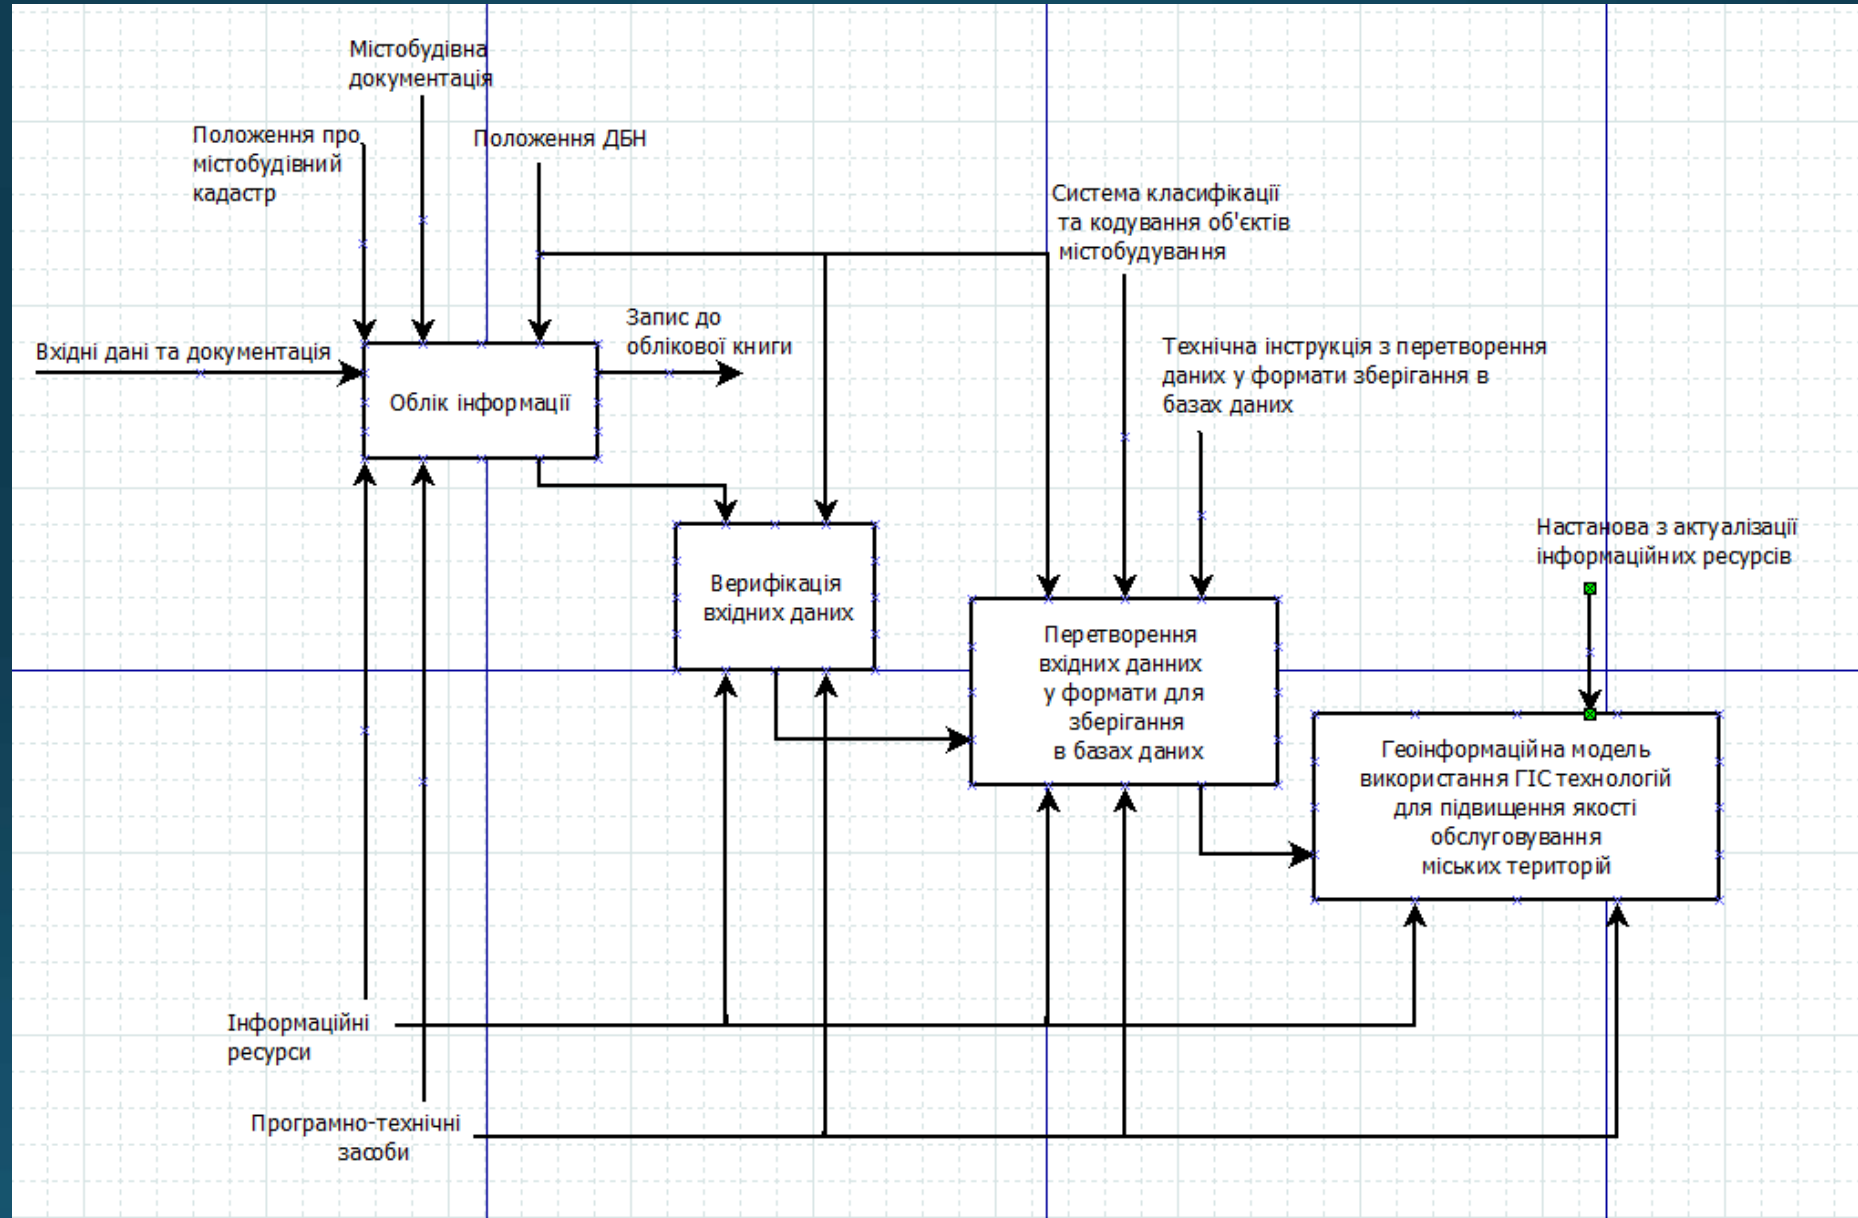 Містобудівна
документація
Положення про
містобудівний
кадастр
Положення ДБН
Система класифікації
та кодування об'єктів
містобудування
Запис до
облікової книги
Вхідні дані та документація
Технічна інструкція з перетворення
даних у формати зберігання в
базах даних
Облік інформації
Настанова з актуалізації
інформаційних ресурсів
Верифікація
вхідних даних
Перетворення
вхідних данних
у формати для
зберігання
в базах даних
Геоінформаційна модель
використання ГІС технологій
для підвищення якості
обслуговування
міських територій
Інформаційні
ресурси
Програмно-технічні
засоби